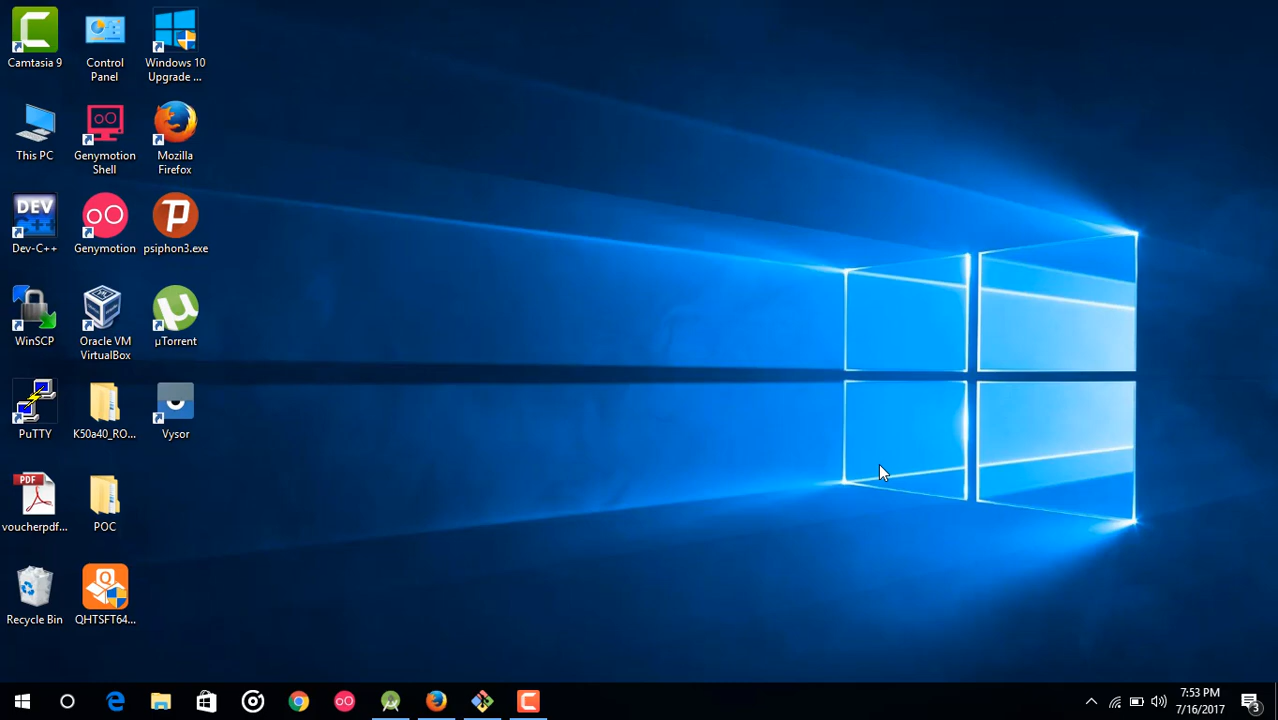 Camtasia 9
Control
Panel
Windows 10
Upgrade ...
This PC
Genymotion
Shell
Mozilla
Firefox
DEV
C++
Dev-C++
Genymotion
psiphon3.exe
WinSCP
Oracle VM
VirtualBox
µTorrent
PuTTY
K50a40_RO...
Vysor
PDF
voucherpdf...
POC
Recycle Bin
QHTSFT64...
7:53 PM
7/16/2017
3